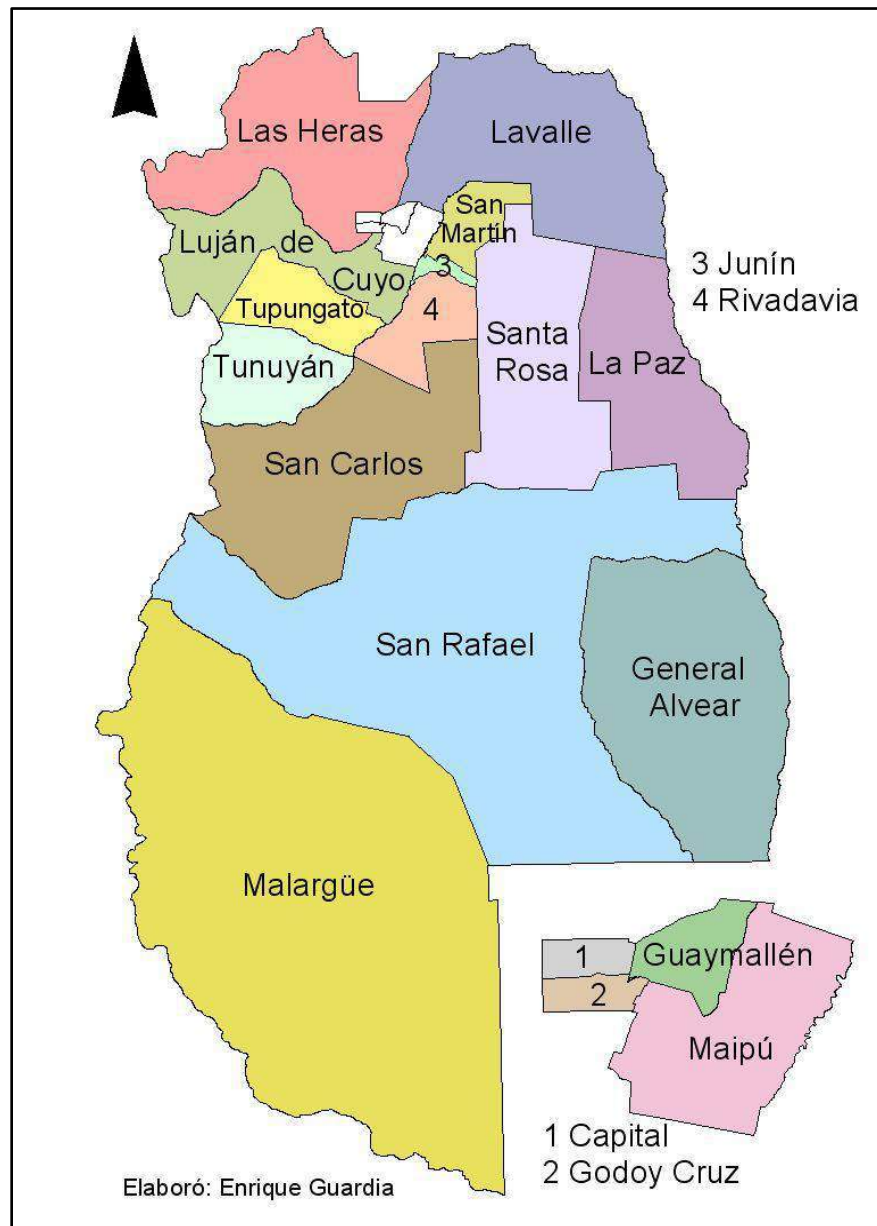 Las Heras
Lavalle
San
Martín
Luján de
Cuyo
3
3 Junín
4 Rivadavia
Tupungato
4
Santa
Rosa
La Paz
Tunuyán
San Carlos
San Rafael
General
Alvear
Malargüe
1
Guaymallén
2
Maipú
1 Capital
2 Godoy Cruz
Elaboró: Enrique Guardia